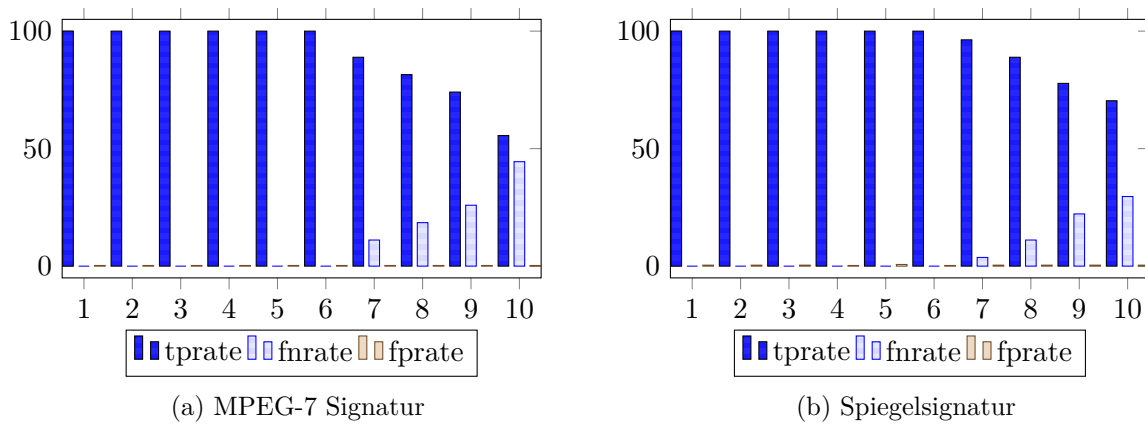 100
50
0
1 2 3 4 5 6 7 8 9 10
tprate fnrate fprate
(a) MPEG-7 Signatur
100
50
0
1 2 3 4 5 6 7 8 9 10
tprate fnrate fprate
(b) Spiegelsignatur